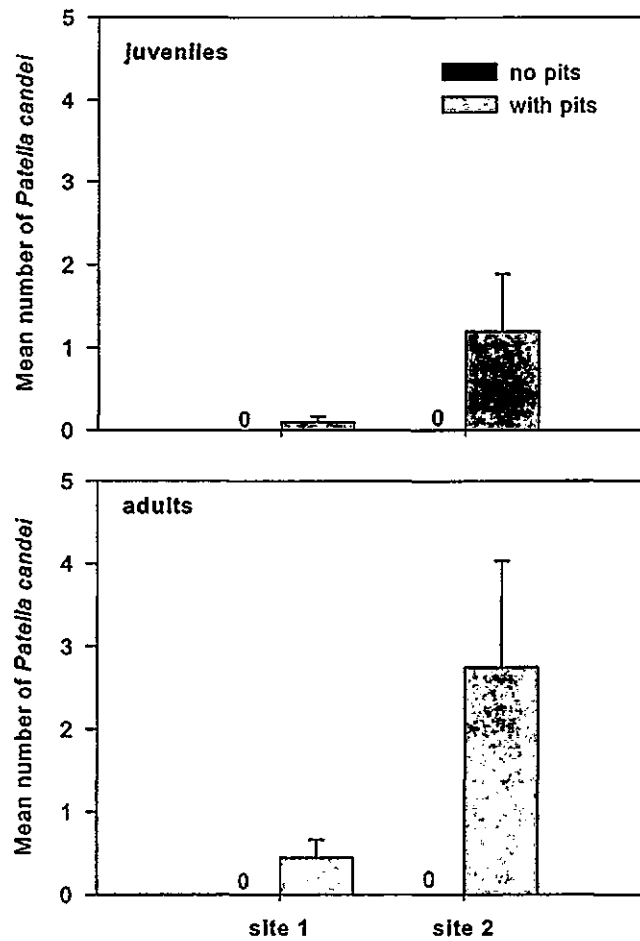 5
juveniles
no pits
with pits
4
3
2
1
0
0
0
Mean number of Patella candei
5
adults
4
3
2
1
0
0
0
Mean number of Patella candei
site 1
site 2